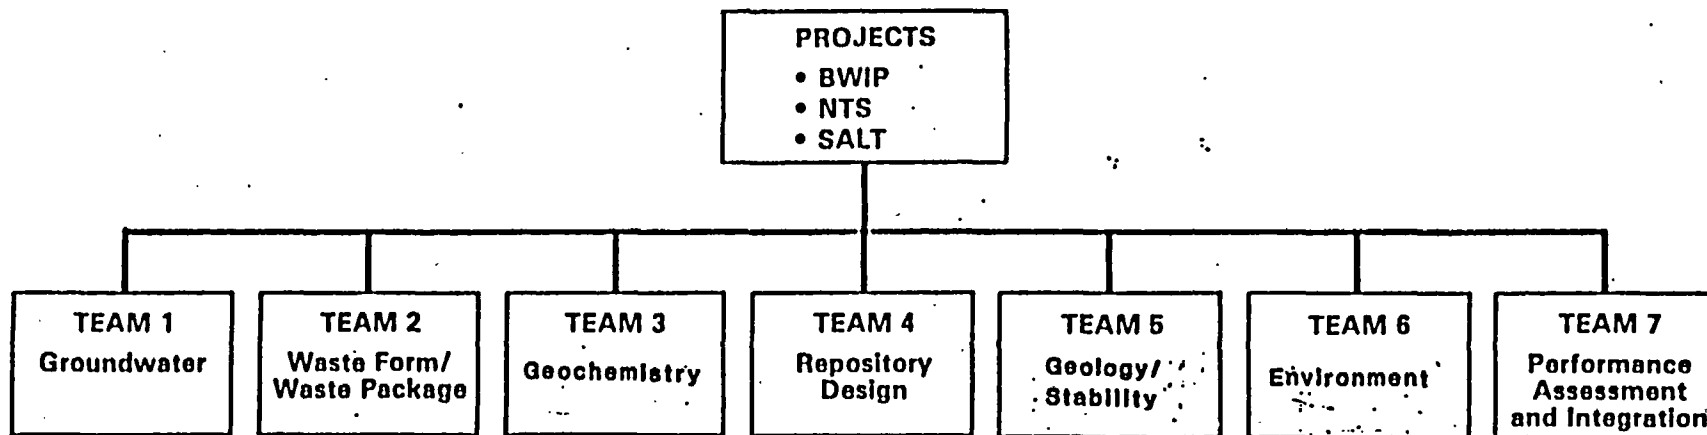 PROJECTS
• BWIP
• NTS
• SALT
TEAM 1
Groundwater
TEAM 2
Waste Form/
Waste Package
TEAM 3
Geochemistry
TEAM 4
Repository
Design
TEAM 5
Geology/
Stability
TEAM 6
Environment
TEAM 7
Performance
Assessment
and Integration